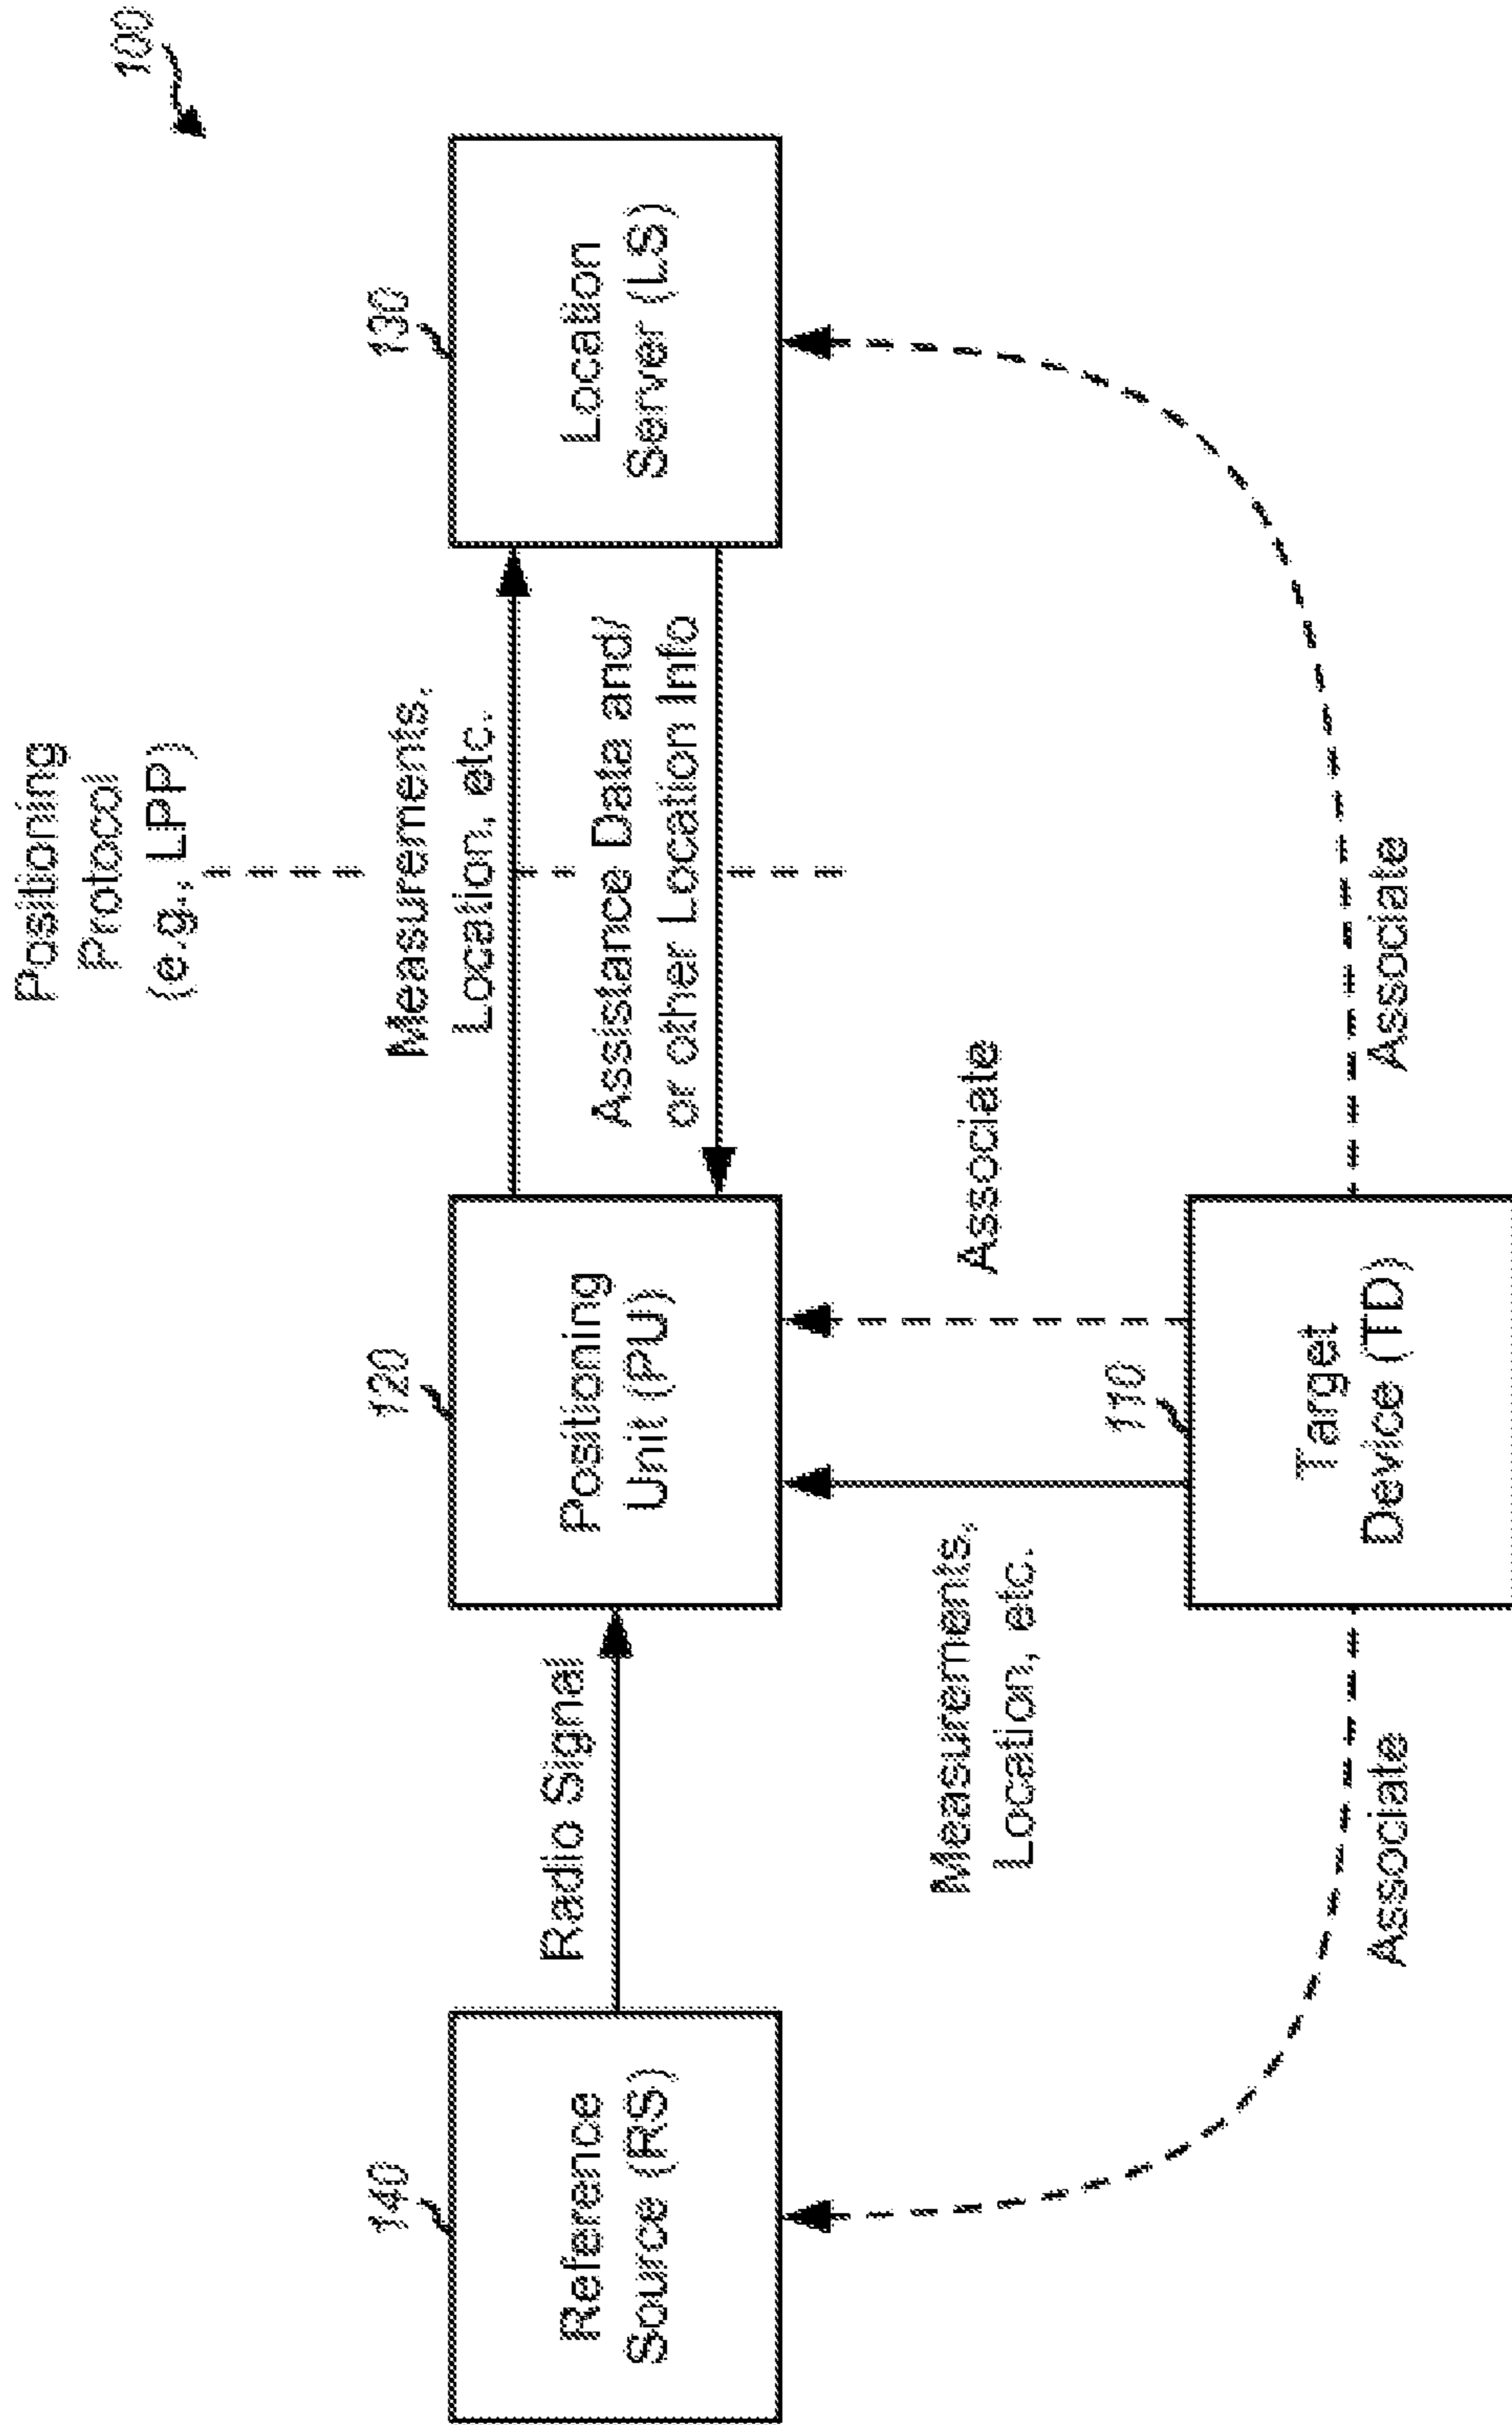 100
Positioning
Protocol
(e.g., LPP)
140
120
130
Reference
Source (RS)
Radio Signal
Positioning
Unit (PU)
Measurements,
Location, etc.
Assistance Data and/
or other Location Info
Location
Server (LS)
Measurements,
Location, etc.
Associate
110
Target
Device (TD)
Associate
Associate